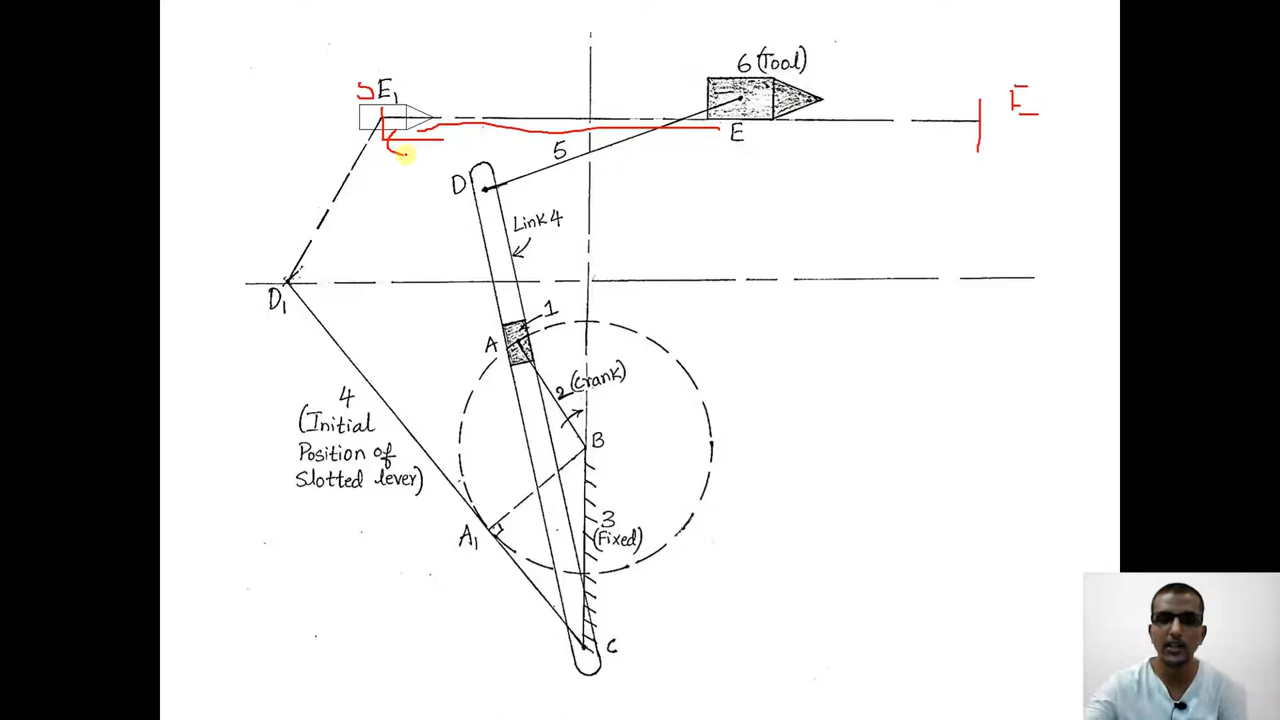 6 (Tool)
S E1
E
E
5
D
Link 4
D1
1
A
2 (Crank)
4
(Initial
Position of
Slotted lever)
B
A1
3
(Fixed)
C